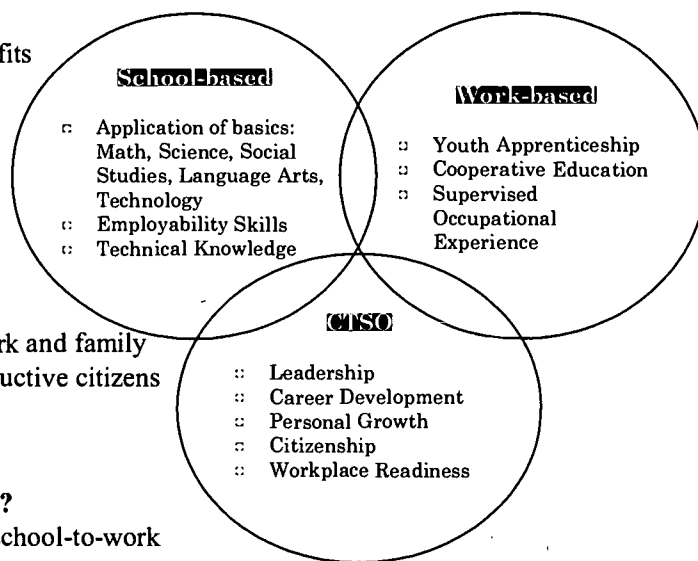 fits
School-based
Application of basics:
Math, Science, Social
Studies, Language Arts,
Technology
Employability Skills
Technical Knowledge
Work-based
Youth Apprenticeship
Cooperative Education
Supervised
Occupational
Experience
CTSO
Leadership
Career Development
Personal Growth
Citizenship
Workplace Readiness
rk and family
uctive citizens
?
chool-to-work